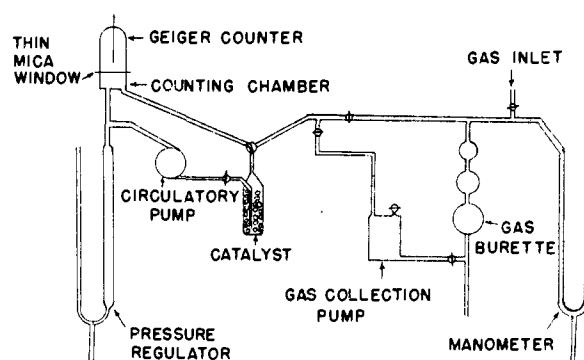 GEIGER COUNTER
THIN
MICA
WINDOW
COUNTING CHAMBER
GAS INLET
CIRCULATORY
PUMP
CATALYST
GAS
BURETTE
GAS COLLECTION
PUMP
PRESSURE
REGULATOR
MANOMETER